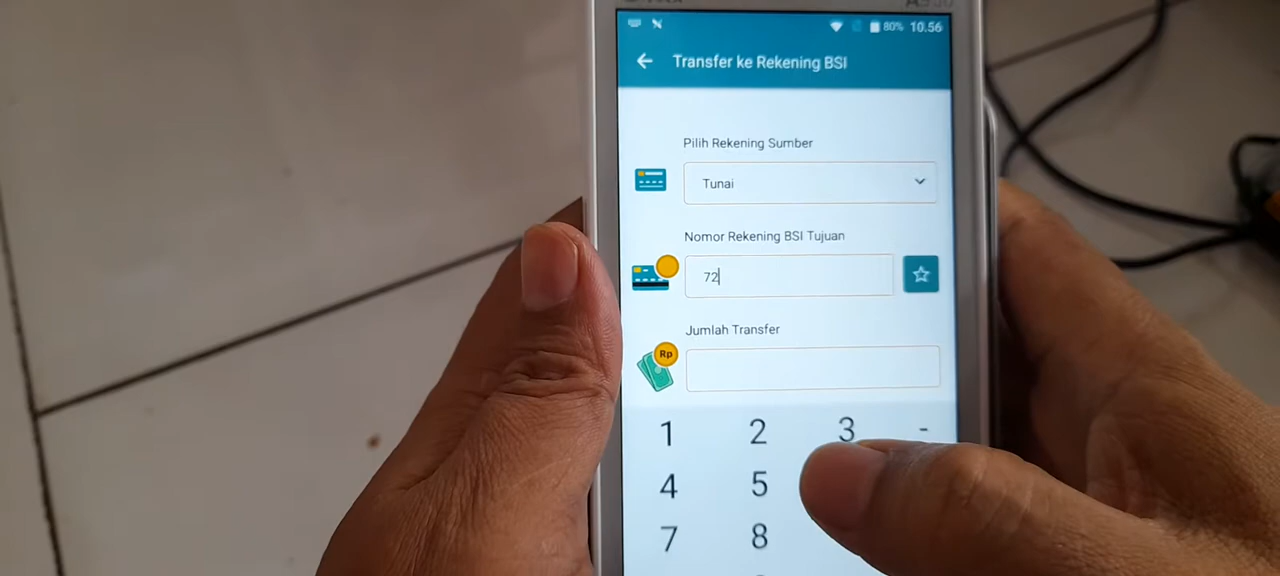 80% 10.56
Transfer ke Rekening BSI
Pilih Rekening Sumber
Tunai
Nomor Rekening BSI Tujuan
72
Jumlah Transfer
Rp
1 2 3 -
4 5
7 8